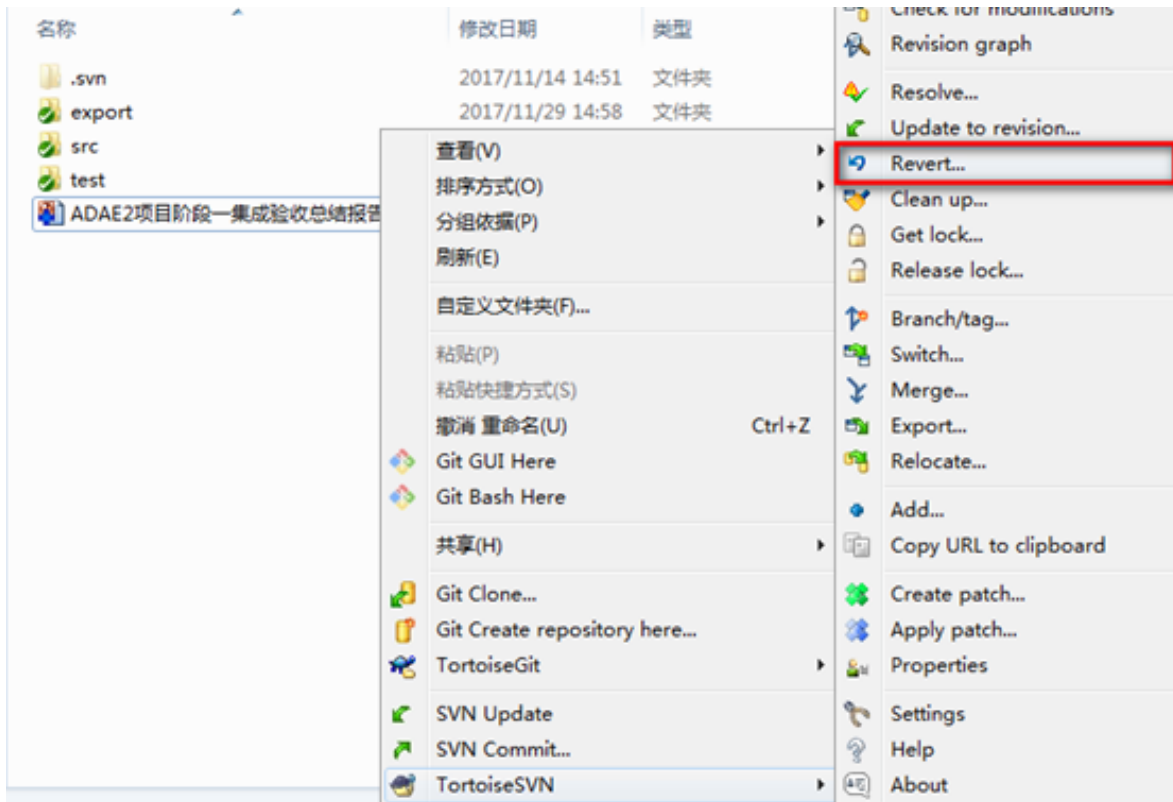 名称 修改日期 类型
.svn 2017/11/14 14:51 文件夹
export 2017/11/29 14:58 文件夹
src
test
ADAE2项目阶段一集成验收总结报告
查看(V)
排序方式(O)
分组依据(P)
刷新(E)
自定义文件夹(F)...
粘贴(P)
粘贴快捷方式(S)
撤消 重命名(U) Ctrl+Z
Git GUI Here
Git Bash Here
共享(H)
Git Clone...
Git Create repository here...
TortoiseGit
SVN Update
SVN Commit...
TortoiseSVN
Check for modifications
Revision graph
Resolve...
Update to revision...
Revert...
Clean up...
Get lock...
Release lock...
Branch/tag...
Switch...
Merge...
Export...
Relocate...
Add...
Copy URL to clipboard
Create patch...
Apply patch...
Properties
Settings
Help
About